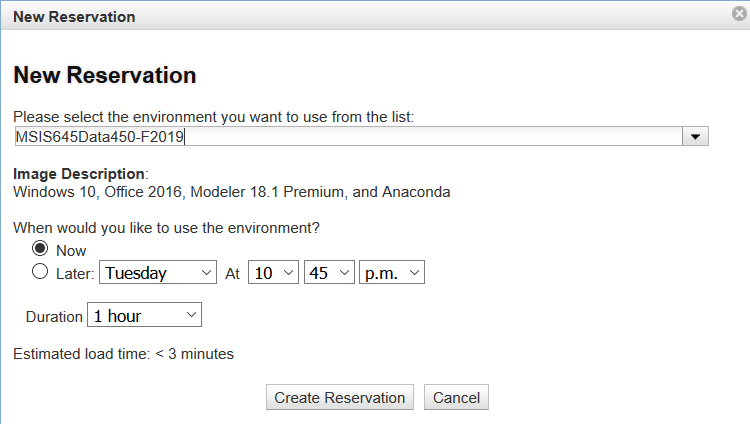 New Reservation
New Reservation
Please select the environment you want to use from the list:
MSIS645Data450-F2019
Image Description:
Windows 10, Office 2016, Modeler 18.1 Premium, and Anaconda
When would you like to use the environment?
Now
Later: Tuesday At 10 45 p.m.
Duration 1 hour
Estimated load time: < 3 minutes
Create Reservation Cancel